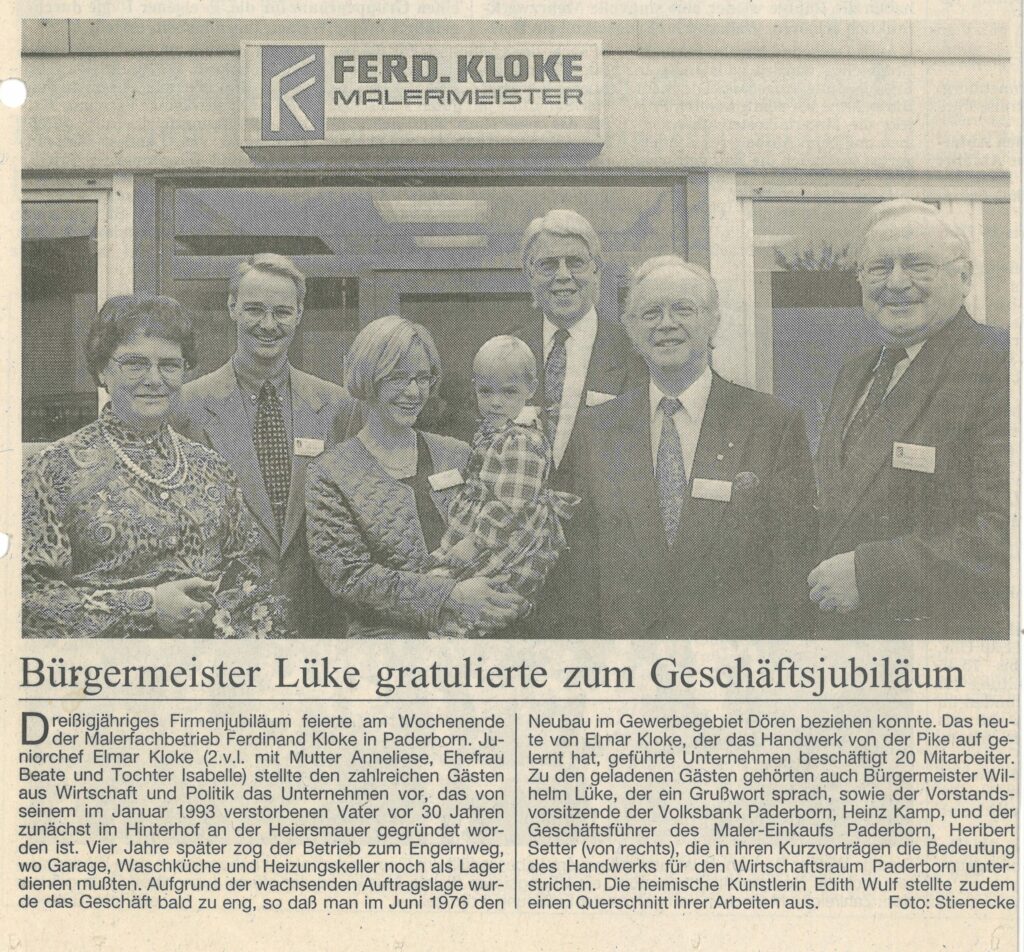 FERD. KLOKE
MALERMEISTER
Bürgermeister Lüke gratulierte zum Geschäftsjubiläum
Dreißigjähriges Firmenjubiläum feierte am Wochenende
der Malerfachbetrieb Ferdinand Kloke in Paderborn. Ju-
niorchef Elmar Kloke (2.v.l. mit Mutter Anneliese, Ehefrau
Beate und Tochter Isabelle) stellte den zahlreichen Gästen
aus Wirtschaft und Politik das Unternehmen vor, das von
seinem im Januar 1993 verstorbenen Vater vor 30 Jahren
zunächst im Hinterhof an der Heiersmauer gegründet wor-
den ist. Vier Jahre später zog der Betrieb zum Engernweg,
wo Garage, Waschküche und Heizungskeller noch als Lager
dienen mußten. Aufgrund der wachsenden Auftragslage wur-
de das Geschäft bald zu eng, so daß man im Juni 1976 den
Neubau im Gewerbegebiet Dören beziehen konnte. Das heu-
te von Elmar Kloke, der das Handwerk von der Pike auf ge-
lernt hat, geführte Unternehmen beschäftigt 20 Mitarbeiter.
Zu den geladenen Gästen gehörten auch Bürgermeister Wil-
helm Lüke, der ein Grußwort sprach, sowie der Vorstands-
vorsitzende der Volksbank Paderborn, Heinz Kamp, und der
Geschäftsführer des Maler-Einkaufs Paderborn, Heribert
Setter (von rechts), die in ihren Kurzvorträgen die Bedeutung
des Handwerks für den Wirtschaftsraum Paderborn unter-
strichen. Die heimische Künstlerin Edith Wulf stellte zudem
einen Querschnitt ihrer Arbeiten aus. Foto: Stienecke